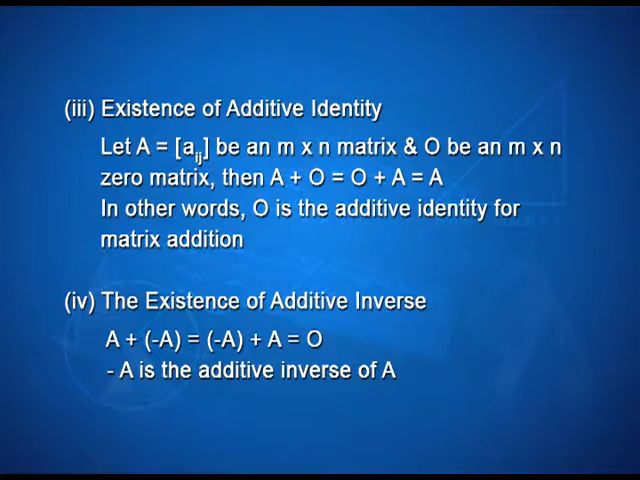 (iii) Existence of Additive Identity
Let A = [aij] be an m x n matrix & O be an m x n
zero matrix, then A + O = O + A = A
In other words, O is the additive identity for
matrix addition
(iv) The Existence of Additive Inverse
A + (-A) = (-A) + A = O
- A is the additive inverse of A